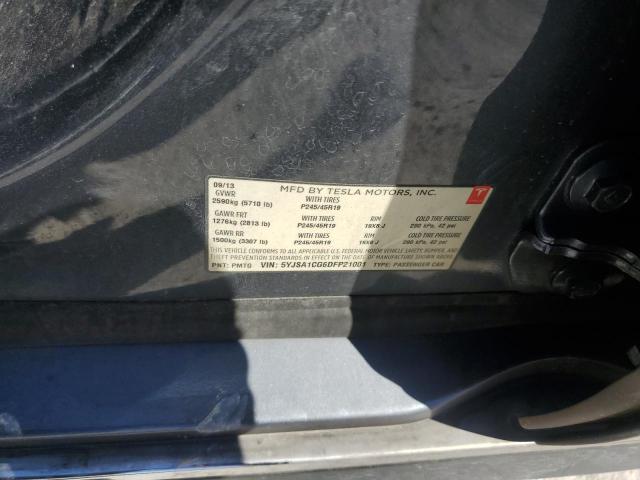 09/13
MFD BY TESLA MOTORS, INC.
GVWR
2590kg (5710 lb)
WITH TIRES
P245/45R19
GAWR FRT
1276kg (2813 lb)
WITH TIRES
P245/45R19
RIM
19X8 J
COLD TIRE PRESSURE
290 kPa, 42 psi
GAWR RR
1500kg (3307 lb)
WITH TIRES
P245/45R19
RIM
19X8 J
COLD TIRE PRESSURE
290 kPa, 42 psi
THIS VEHICLE CONFORMS TO ALL APPLICABLE FEDERAL MOTOR VEHICLE SAFETY, BUMPER, AND
THEFT PREVENTION STANDARDS IN EFFECT ON THE DATE OF MANUFACTURE SHOWN ABOVE.
PNT: PMTG VIN: 5YJSA1CG6DFP21001 TYPE: PASSENGER CAR